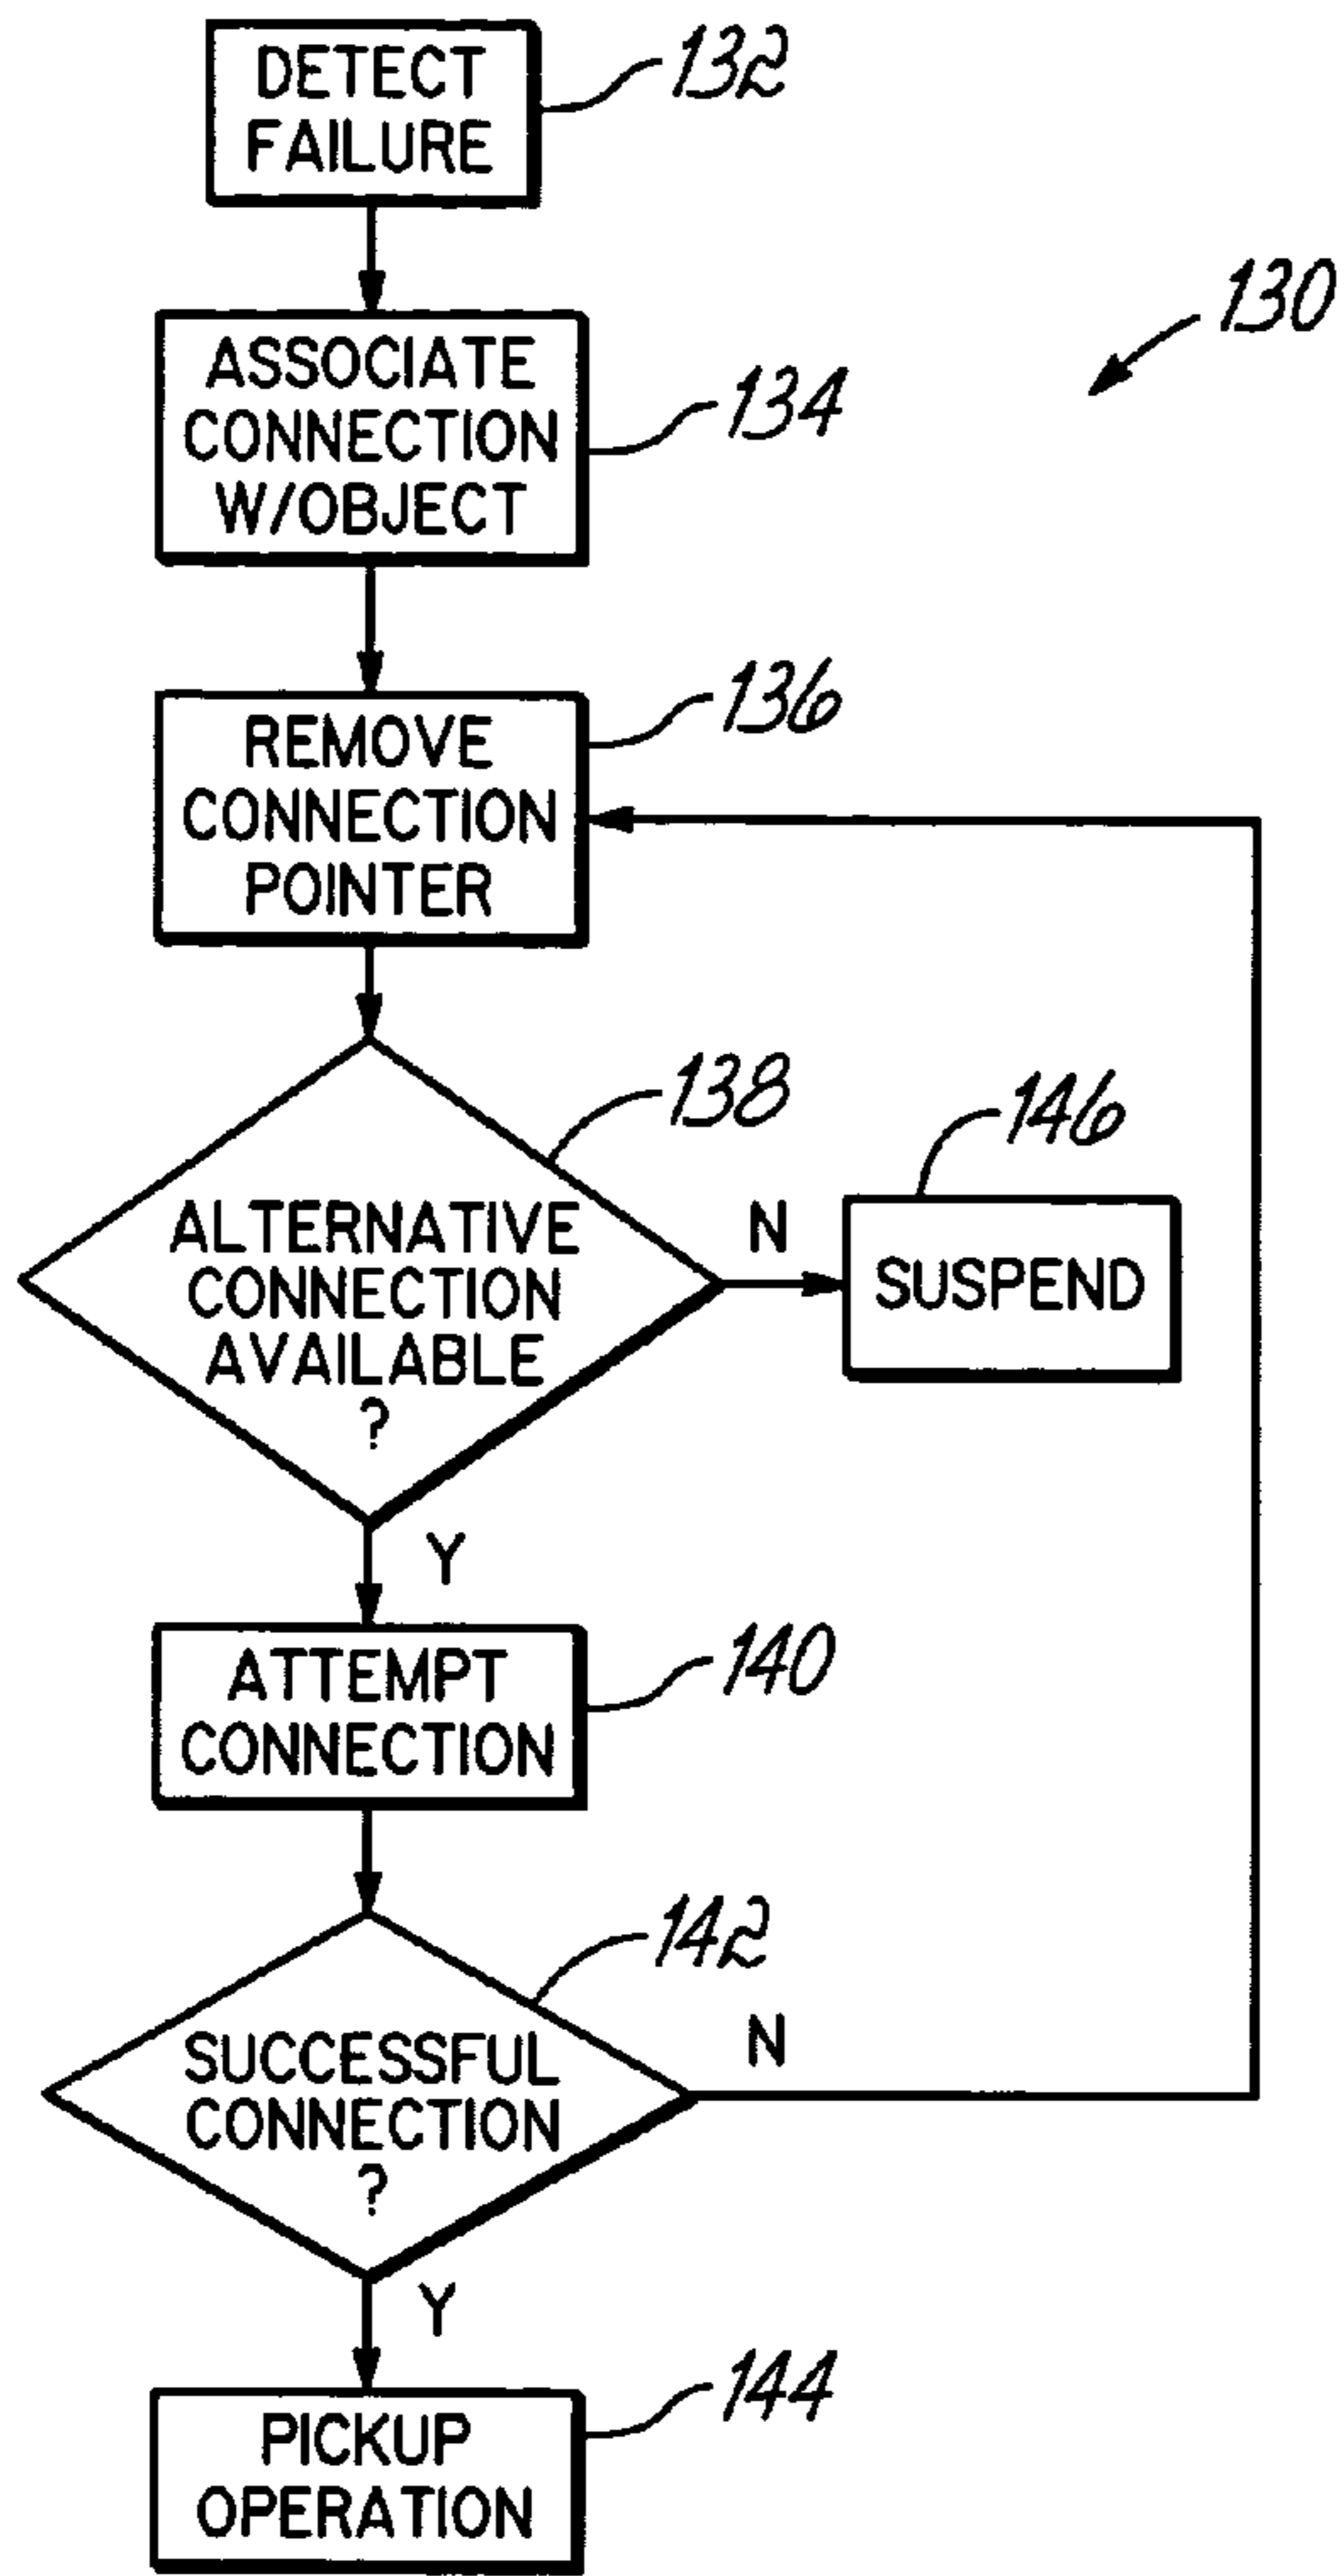 DETECT
FAILURE
132
130
ASSOCIATE
CONNECTION
W/OBJECT
134
REMOVE
CONNECTION
POINTER
136
ALTERNATIVE
CONNECTION
AVAILABLE
?
138
N
146
SUSPEND
Y
ATTEMPT
CONNECTION
140
SUCCESSFUL
CONNECTION
?
142
N
Y
PICKUP
OPERATION
144